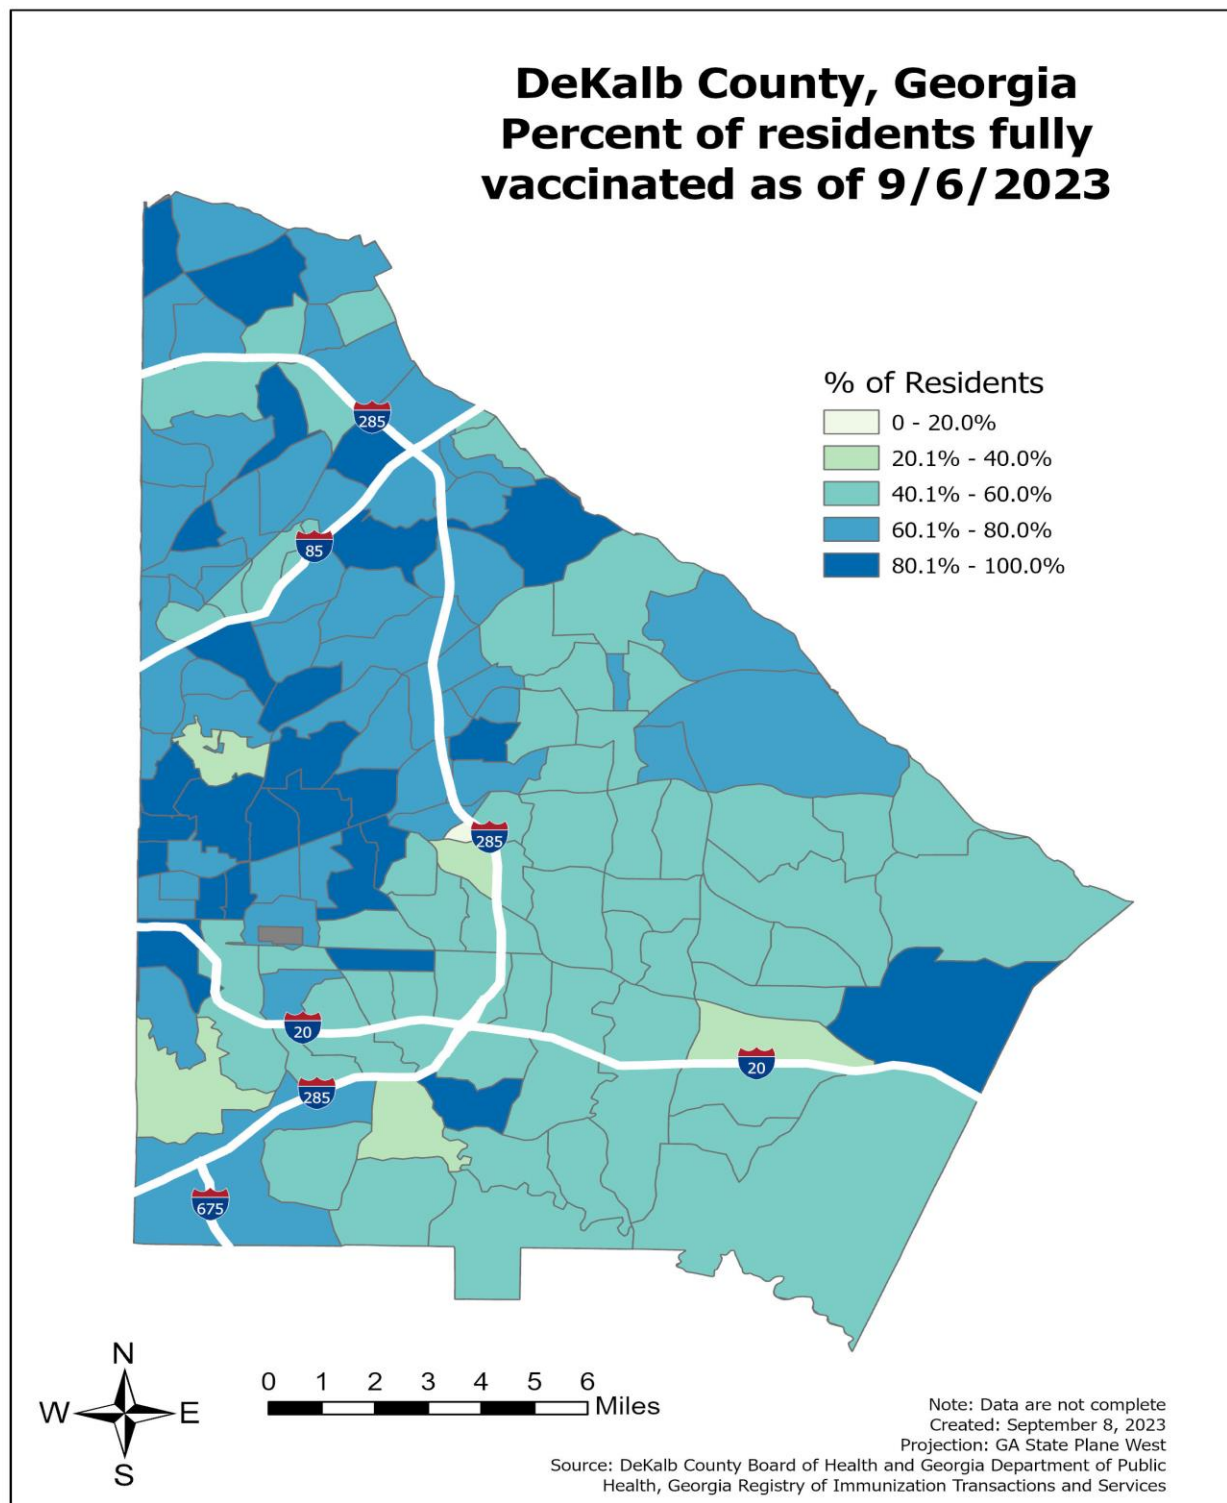 DeKalb County, Georgia
Percent of residents fully
vaccinated as of 9/6/2023
% of Residents
0 - 20.0%
20.1% - 40.0%
40.1% - 60.0%
60.1% - 80.0%
80.1% - 100.0%
285
85
285
20
20
285
675
N
W E
S
0 1 2 3 4 5 6
Miles
Note: Data are not complete
Created: September 8, 2023
Projection: GA State Plane West
Source: DeKalb County Board of Health and Georgia Department of Public
Health, Georgia Registry of Immunization Transactions and Services